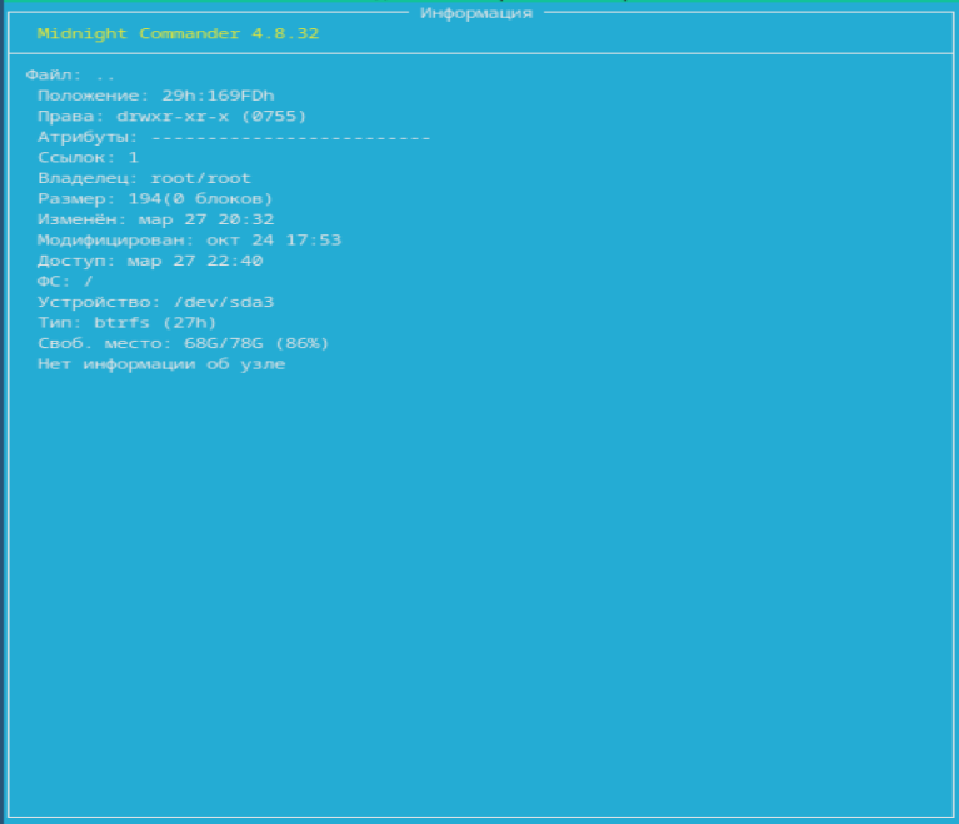 Информация
Midnight Commander 4.8.32
Файл: ..
Положение: 29h:169FDh
Права: drwxr-xr-x (0755)
Атрибуты: -------------------------
Ссылок: 1
Владелец: root/root
Размер: 194(0 блоков)
Изменён: мар 27 20:32
Модифицирован: окт 24 17:53
Доступ: мар 27 22:40
ФС: /
Устройство: /dev/sda3
Тип: btrfs (27h)
Своб. место: 68G/78G (86%)
Нет информации об узле